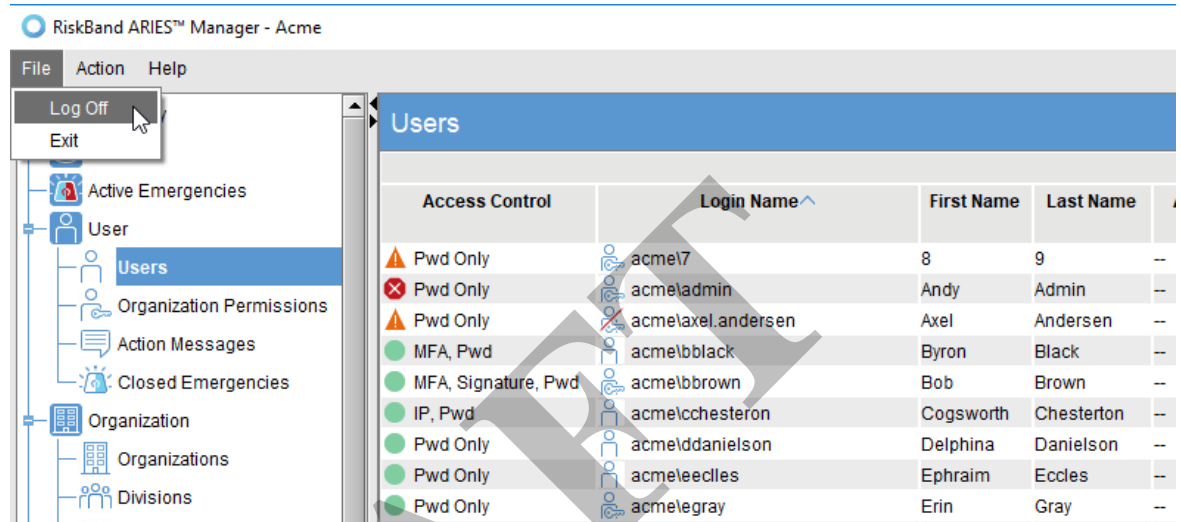 RiskBand ARIES™ Manager - Acme
File Action Help
Log Off
Exit
Active Emergencies
User
Users
Organization Permissions
Action Messages
Closed Emergencies
Organization
Organizations
Divisions
Users
Access Control Login Name First Name Last Name
Pwd Only acme\7 8 9 --
Pwd Only acme\admin Andy Admin --
Pwd Only acme\axel.andersen Axel Andersen --
MFA, Pwd acme\bblack Byron Black --
MFA, Signature, Pwd acme\bbrown Bob Brown --
IP, Pwd acme\cchesteron Cogsworth Chesterton --
Pwd Only acme\ddanielson Delphina Danielson --
Pwd Only acme\eeclles Ephraim Eccles --
Pwd Only acme\egray Erin Gray --